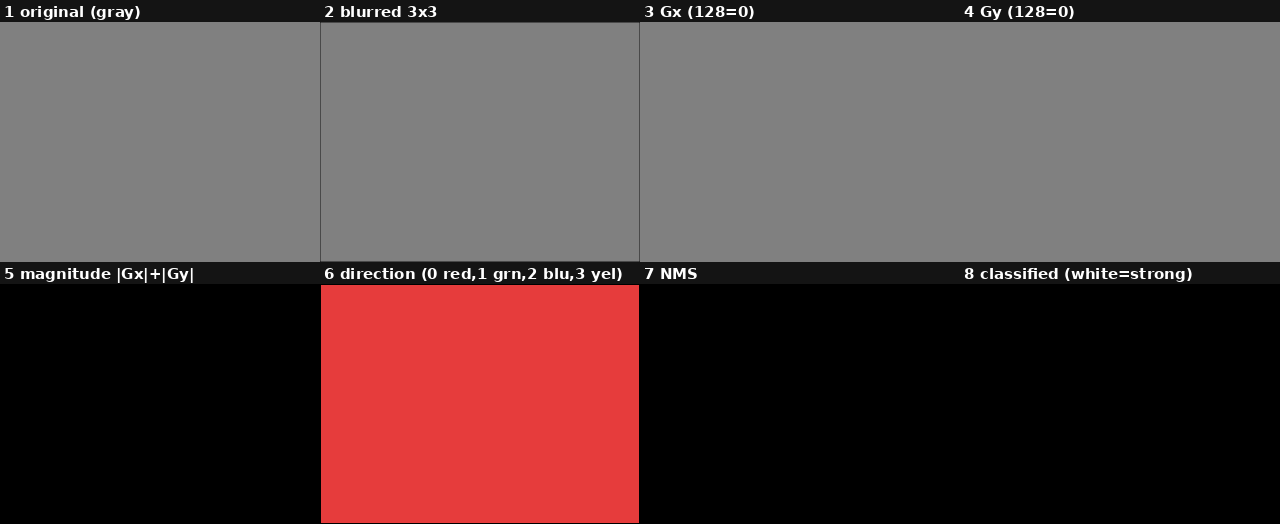 1 original (gray)
2 blurred 3x3
3 Gx (128=0)
4 Gy (128=0)
5 magnitude |Gx|+|Gy|
6 direction (0 red,1 grn,2 blu,3 yel)
7 NMS
8 classified (white=strong)